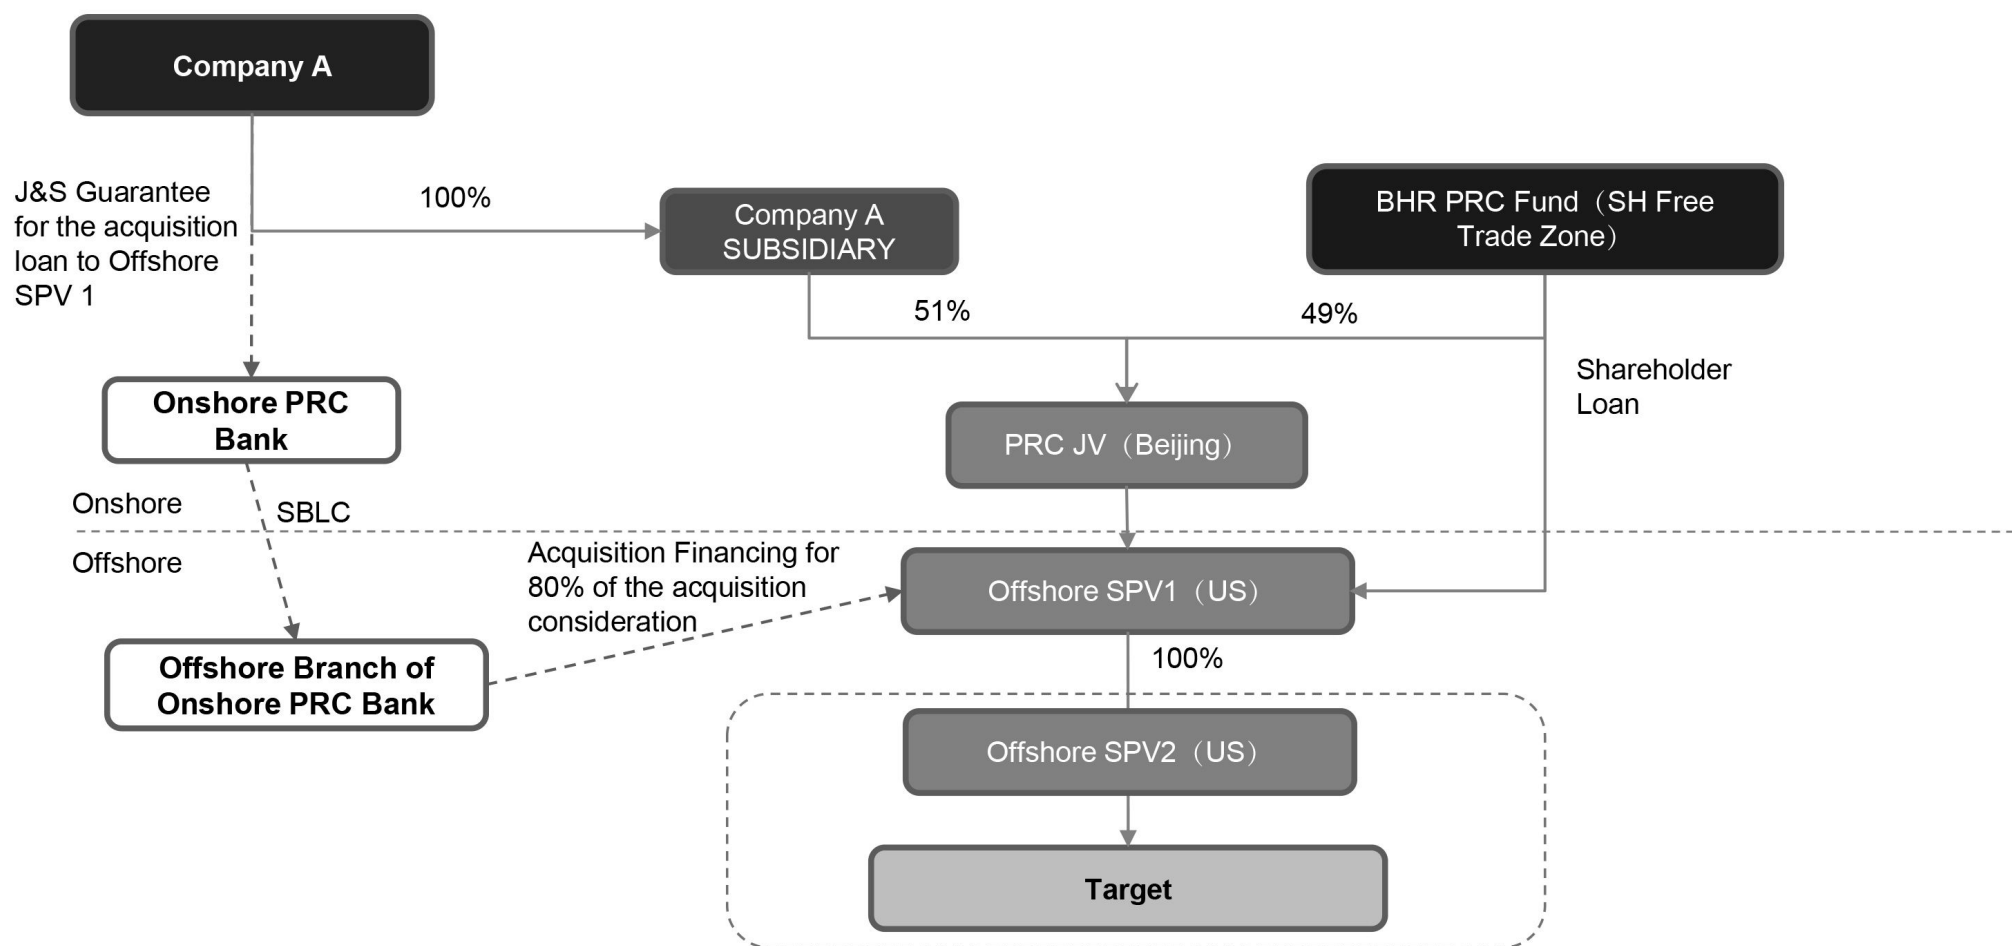 Company A
J&S Guarantee
for the acquisition
loan to Offshore
SPV 1
100%
Company A
SUBSIDIARY
BHR PRC Fund（SH Free
Trade Zone）
51%
49%
Shareholder
Loan
Onshore PRC
Bank
PRC JV（Beijing）
Onshore
SBLC
Offshore
Acquisition Financing for
80% of the acquisition
consideration
Offshore SPV1（US）
Offshore Branch of
Onshore PRC Bank
100%
Offshore SPV2（US）
Target